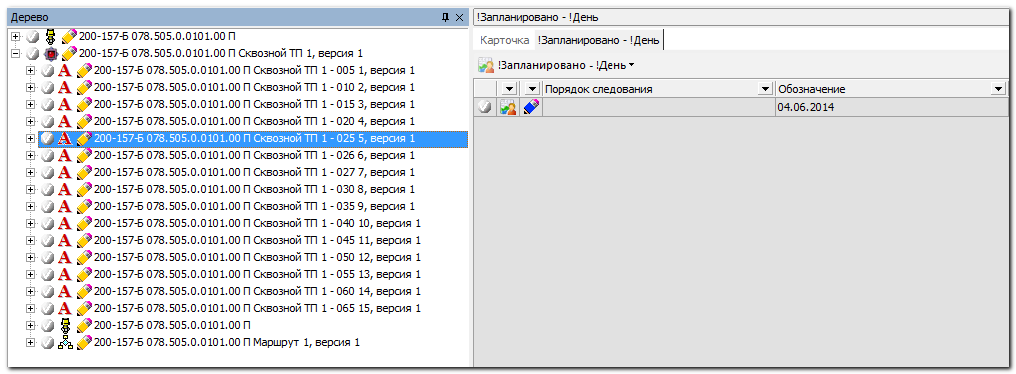 Дерево
200-157-Б 078.505.0.0101.00 П
200-157-Б 078.505.0.0101.00 П Сквозной ТП 1, версия 1
200-157-Б 078.505.0.0101.00 П Сквозной ТП 1 - 005 1, версия 1
200-157-Б 078.505.0.0101.00 П Сквозной ТП 1 - 010 2, версия 1
200-157-Б 078.505.0.0101.00 П Сквозной ТП 1 - 015 3, версия 1
200-157-Б 078.505.0.0101.00 П Сквозной ТП 1 - 020 4, версия 1
200-157-Б 078.505.0.0101.00 П Сквозной ТП 1 - 025 5, версия 1
200-157-Б 078.505.0.0101.00 П Сквозной ТП 1 - 026 6, версия 1
200-157-Б 078.505.0.0101.00 П Сквозной ТП 1 - 027 7, версия 1
200-157-Б 078.505.0.0101.00 П Сквозной ТП 1 - 030 8, версия 1
200-157-Б 078.505.0.0101.00 П Сквозной ТП 1 - 035 9, версия 1
200-157-Б 078.505.0.0101.00 П Сквозной ТП 1 - 040 10, версия 1
200-157-Б 078.505.0.0101.00 П Сквозной ТП 1 - 045 11, версия 1
200-157-Б 078.505.0.0101.00 П Сквозной ТП 1 - 050 12, версия 1
200-157-Б 078.505.0.0101.00 П Сквозной ТП 1 - 055 13, версия 1
200-157-Б 078.505.0.0101.00 П Сквозной ТП 1 - 060 14, версия 1
200-157-Б 078.505.0.0101.00 П Сквозной ТП 1 - 065 15, версия 1
200-157-Б 078.505.0.0101.00 П
200-157-Б 078.505.0.0101.00 П Маршрут 1, версия 1
!Запланировано - !День
Карточка !Запланировано - !День
!Запланировано - !День
Порядок следования Обозначение
04.06.2014